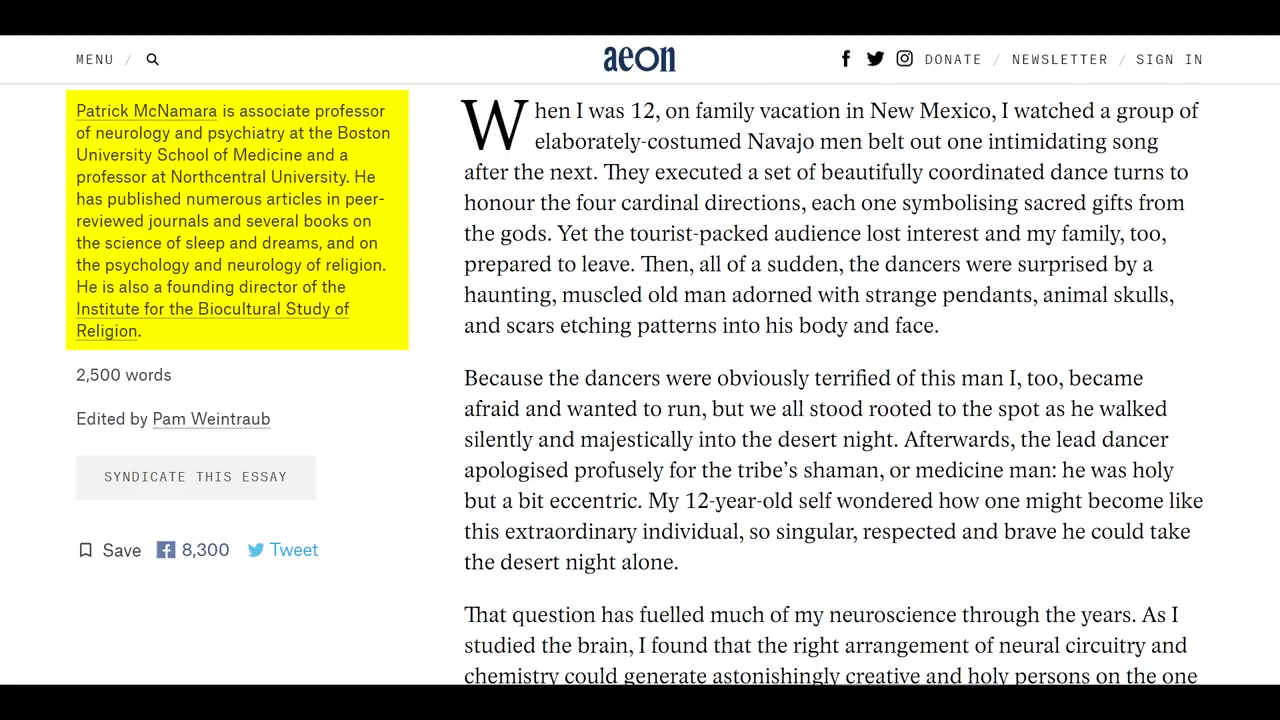 MENU /
aeon
DONATE / NEWSLETTER / SIGN IN
Patrick McNamara is associate professor
of neurology and psychiatry at the Boston
University School of Medicine and a
professor at Northcentral University. He
has published numerous articles in peer-
reviewed journals and several books on
the science of sleep and dreams, and on
the psychology and neurology of religion.
He is also a founding director of the
Institute for the Biocultural Study of
Religion.
2,500 words
Edited by Pam Weintraub
SYNDICATE THIS ESSAY
Save 8,300 Tweet
When I was 12, on family vacation in New Mexico, I watched a group of
elaborately-costumed Navajo men belt out one intimidating song
after the next. They executed a set of beautifully coordinated dance turns to
honour the four cardinal directions, each one symbolising sacred gifts from
the gods. Yet the tourist-packed audience lost interest and my family, too,
prepared to leave. Then, all of a sudden, the dancers were surprised by a
haunting, muscled old man adorned with strange pendants, animal skulls,
and scars etching patterns into his body and face.
Because the dancers were obviously terrified of this man I, too, became
afraid and wanted to run, but we all stood rooted to the spot as he walked
silently and majestically into the desert night. Afterwards, the lead dancer
apologised profusely for the tribe's shaman, or medicine man: he was holy
but a bit eccentric. My 12-year-old self wondered how one might become like
this extraordinary individual, so singular, respected and brave he could take
the desert night alone.
That question has fuelled much of my neuroscience through the years. As I
studied the brain, I found that the right arrangement of neural circuitry and
chemistry could generate astonishingly creative and holy persons on the one